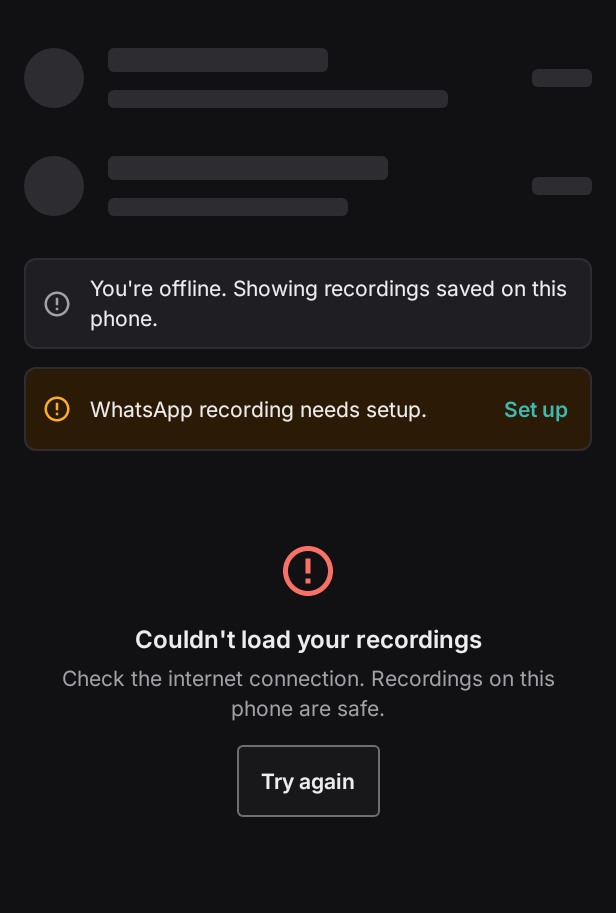 You're offline. Showing recordings saved on this
phone.
WhatsApp recording needs setup.
Set up
Couldn't load your recordings
Check the internet connection. Recordings on this
phone are safe.
Try again